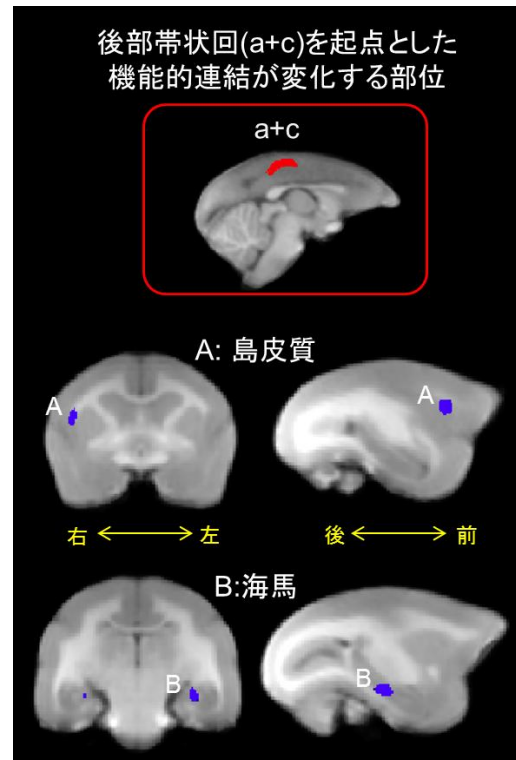 後部帯状回(a+c)を起点とした
機能的連結が変化する部位
a+c
A: 島皮質
A
A
右 左
後 前
B:海馬
B
B